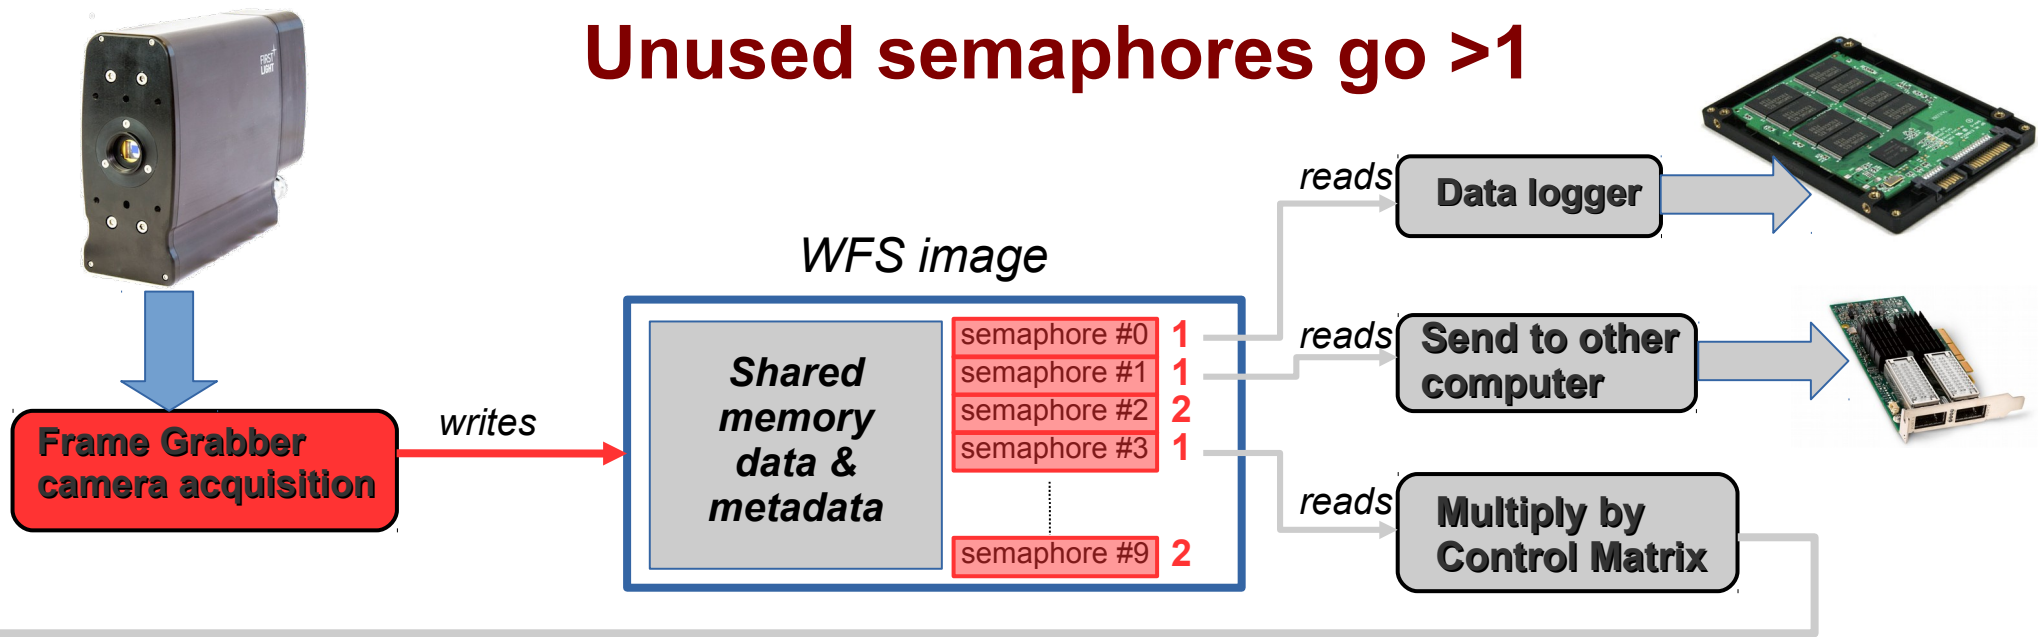 Unused semaphores go >1
FIRST
LIGHT
WFS image
writes
Frame Grabber
camera acquisition
Shared
memory
data &
metadata
semaphore #0 1
semaphore #1 1
semaphore #2 2
semaphore #3 1
semaphore #9 2
reads
Data logger
reads
Send to other
computer
reads
Multiply by
Control Matrix